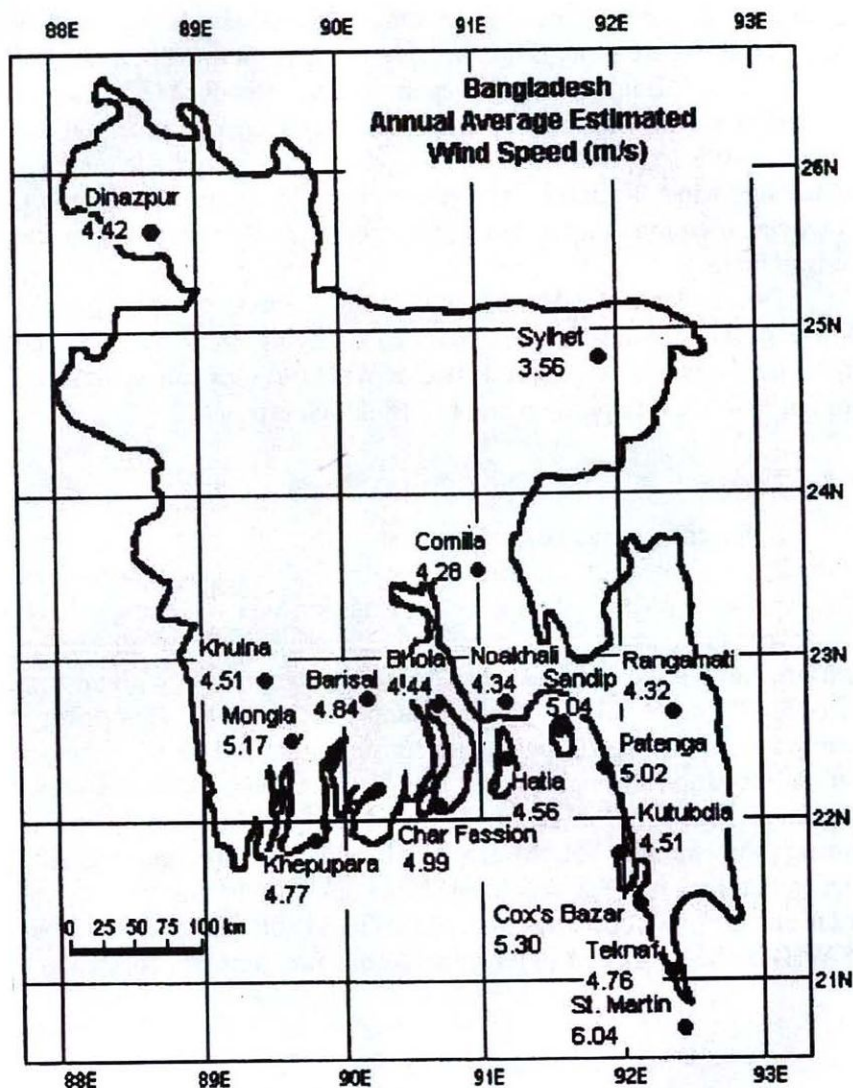 88E 89E 90E 91E 92E 93E
Bangladesh
Annual Average Estimated
Wind Speed (m/s)
26N
Dinazpur
4.42
25N
Sylhet
3.56
24N
Comilla
4.28
23N
Khulna
4.51
Barisal
4.84
Bhola
4.44
Noakhali
4.34
Sandip
5.04
Rangamati
4.32
Mongla
5.17
Patenga
5.02
Hatia
4.56
Kutubdia
4.51
22N
Khepupara
4.77
Char Fassion
4.99
Cox's Bazar
5.30
0 25 50 75 100 km
Teknaf
4.76
21N
St. Martin
6.04
88E 89E 90E 91E 92E 93E